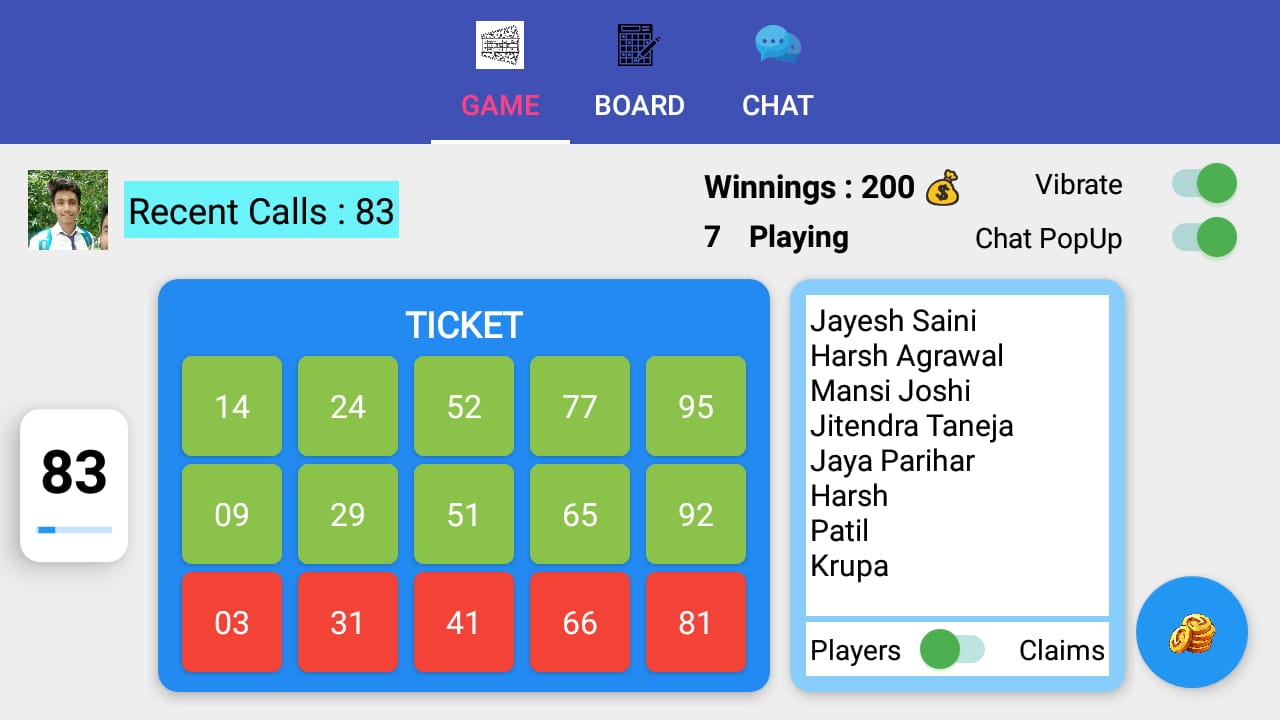 GAME BOARD CHAT
Recent Calls : 83
Winnings : 200 💰
Vibrate
7 Playing
Chat PopUp
83
TICKET
14 24 52 77 95
09 29 51 65 92
03 31 41 66 81
Jayesh Saini
Harsh Agrawal
Mansi Joshi
Jitendra Taneja
Jaya Parihar
Harsh
Patil
Krupa
Players Claims